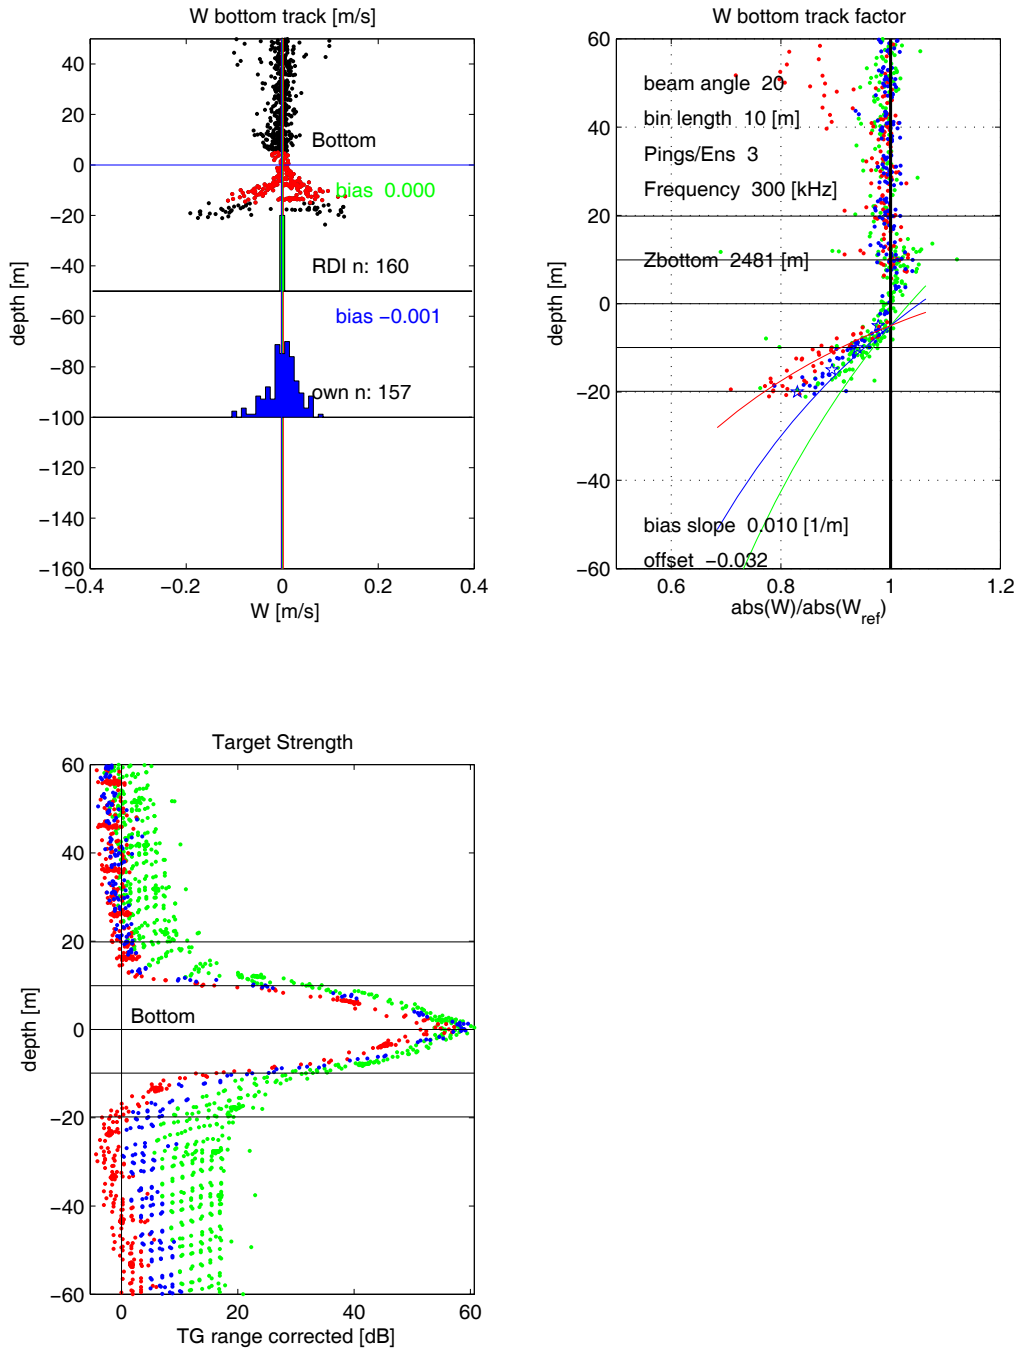 W bottom track [m/s]
40
20
0
−20
−40
−60
−80
−100
−120
−140
−160
depth [m]
Bottom
bias 0.000
RDI n: 160
bias −0.001
own n: 157
−0.4
−0.2
0
0.2
0.4
W [m/s]
W bottom track factor
60
40
20
0
−20
−40
−60
depth [m]
beam angle 20
bin length 10 [m]
Pings/Ens 3
Frequency 300 [kHz]
Zbottom 2481 [m]
bias slope 0.010 [1/m]
offset −0.032
0.6
0.8
1
1.2
abs(W)/abs(Wref)
Target Strength
60
40
20
0
−20
−40
−60
depth [m]
Bottom
0
20
40
60
TG range corrected [dB]